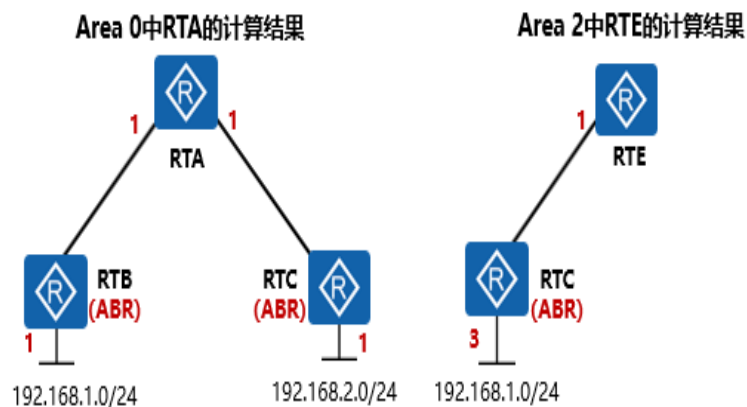 Area 0中RTA的计算结果
Area 2中RTE的计算结果
R
1
1
RTA
R
1
RTE
R
RTB
(ABR)
1
192.168.1.0/24
RTC
(ABR)
R
1
192.168.2.0/24
R
RTC
(ABR)
3
192.168.1.0/24